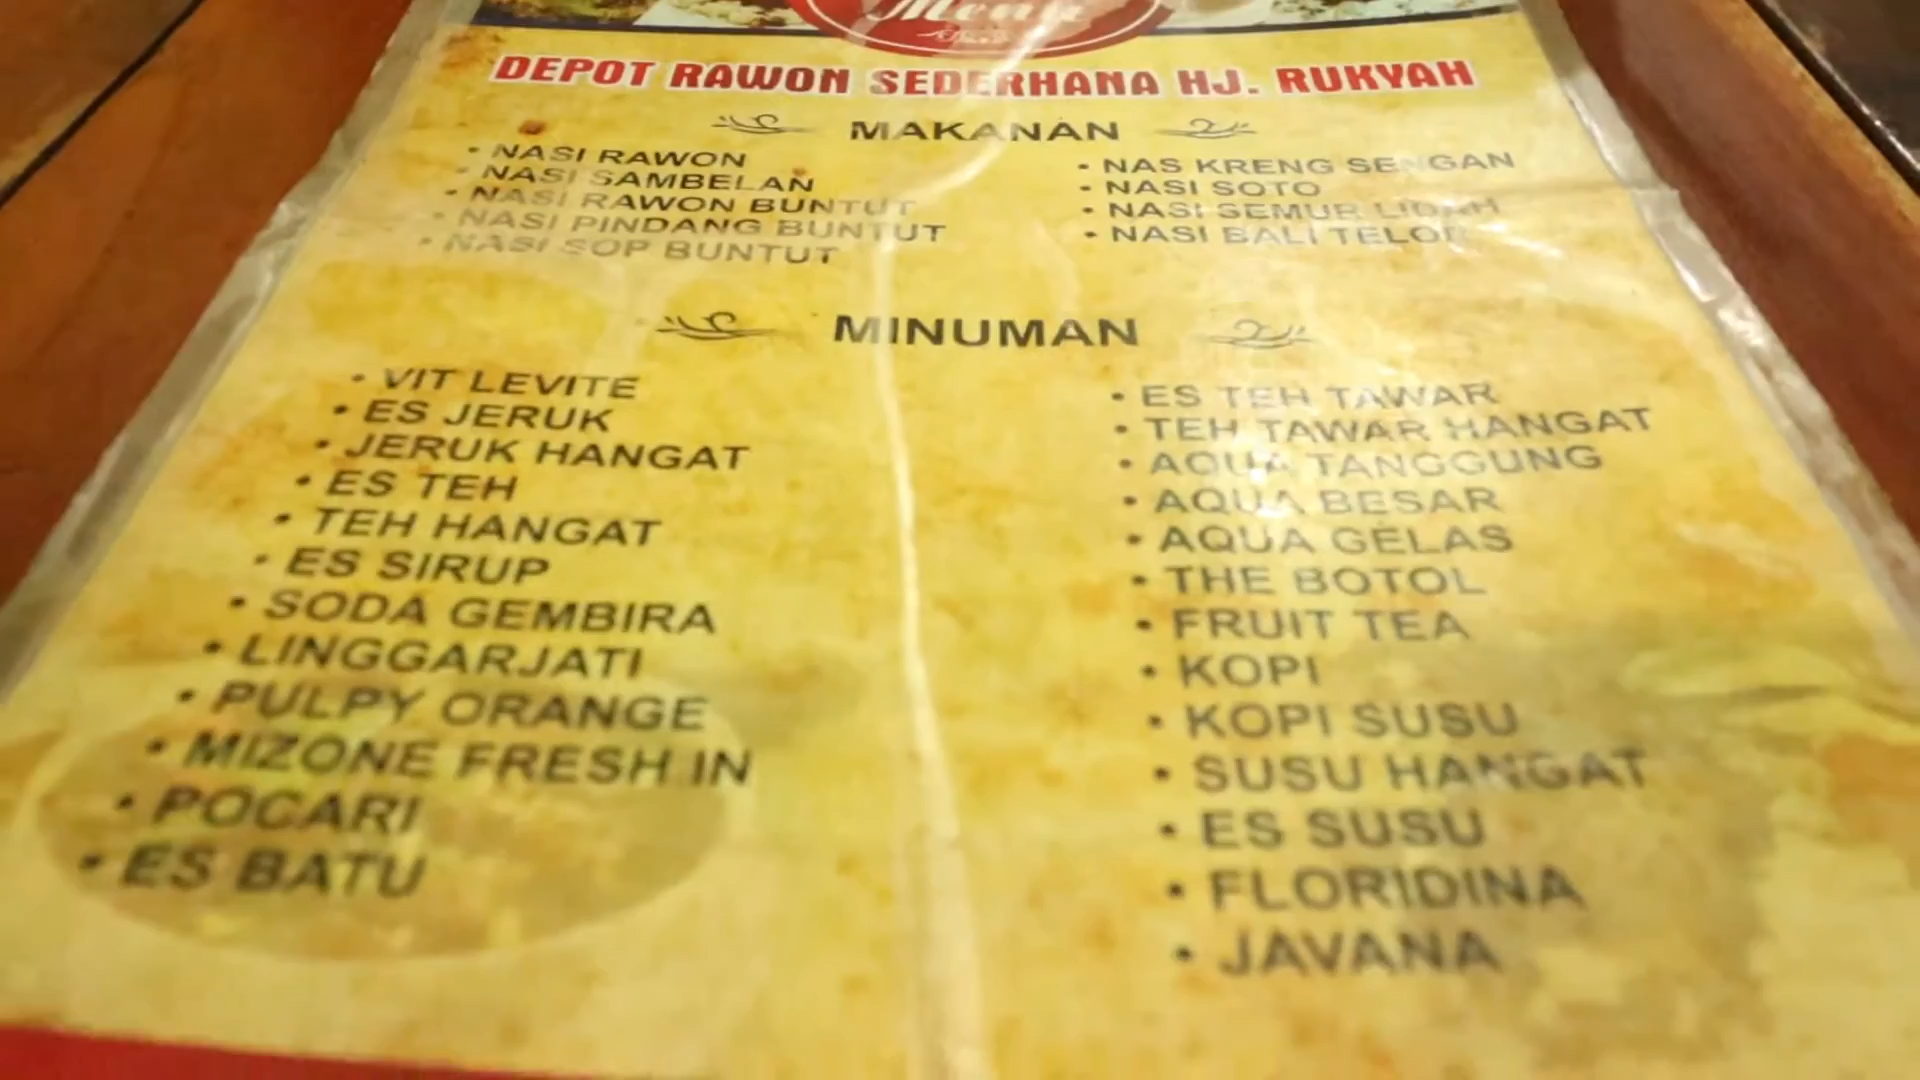 Menu
DEPOT RAWON SEDERHANA HJ. RUKYAH
MAKANAN
• NASI RAWON
• NASI SAMBELAN
• NASI RAWON BUNTUT
• NASI PINDANG BUNTUT
• NASI SOP BUNTUT
• NAS KRENG SENGAN
• NASI SOTO
• NASI SEMUR LIDAH
• NASI BALI TELOR
MINUMAN
• VIT LEVITE
• ES JERUK
• JERUK HANGAT
• ES TEH
• TEH HANGAT
• ES SIRUP
• SODA GEMBIRA
• LINGGARJATI
• PULPY ORANGE
• MIZONE FRESH IN
• POCARI
• ES BATU
• ES TEH TAWAR
• TEH TAWAR HANGAT
• AQUA TANGGUNG
• AQUA BESAR
• AQUA GELAS
• THE BOTOL
• FRUIT TEA
• KOPI
• KOPI SUSU
• SUSU HANGAT
• ES SUSU
• FLORIDINA
• JAVANA